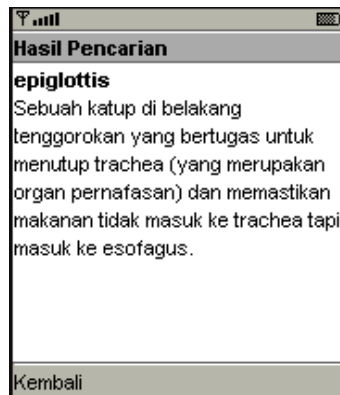 Hasil Pencarian
epiglottis
Sebuah katup di belakang
tenggorokan yang bertugas untuk
menutup trachea (yang merupakan
organ pernafasan) dan memastikan
makanan tidak masuk ke trachea tapi
masuk ke esofagus.
Kembali